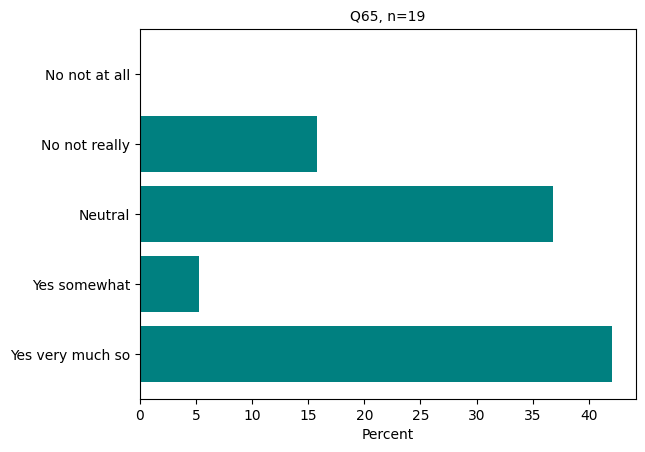 Q65, n=19
No not at all
No not really
Neutral
Yes somewhat
Yes very much so
0 5 10 15 20 25 30 35 40
Percent